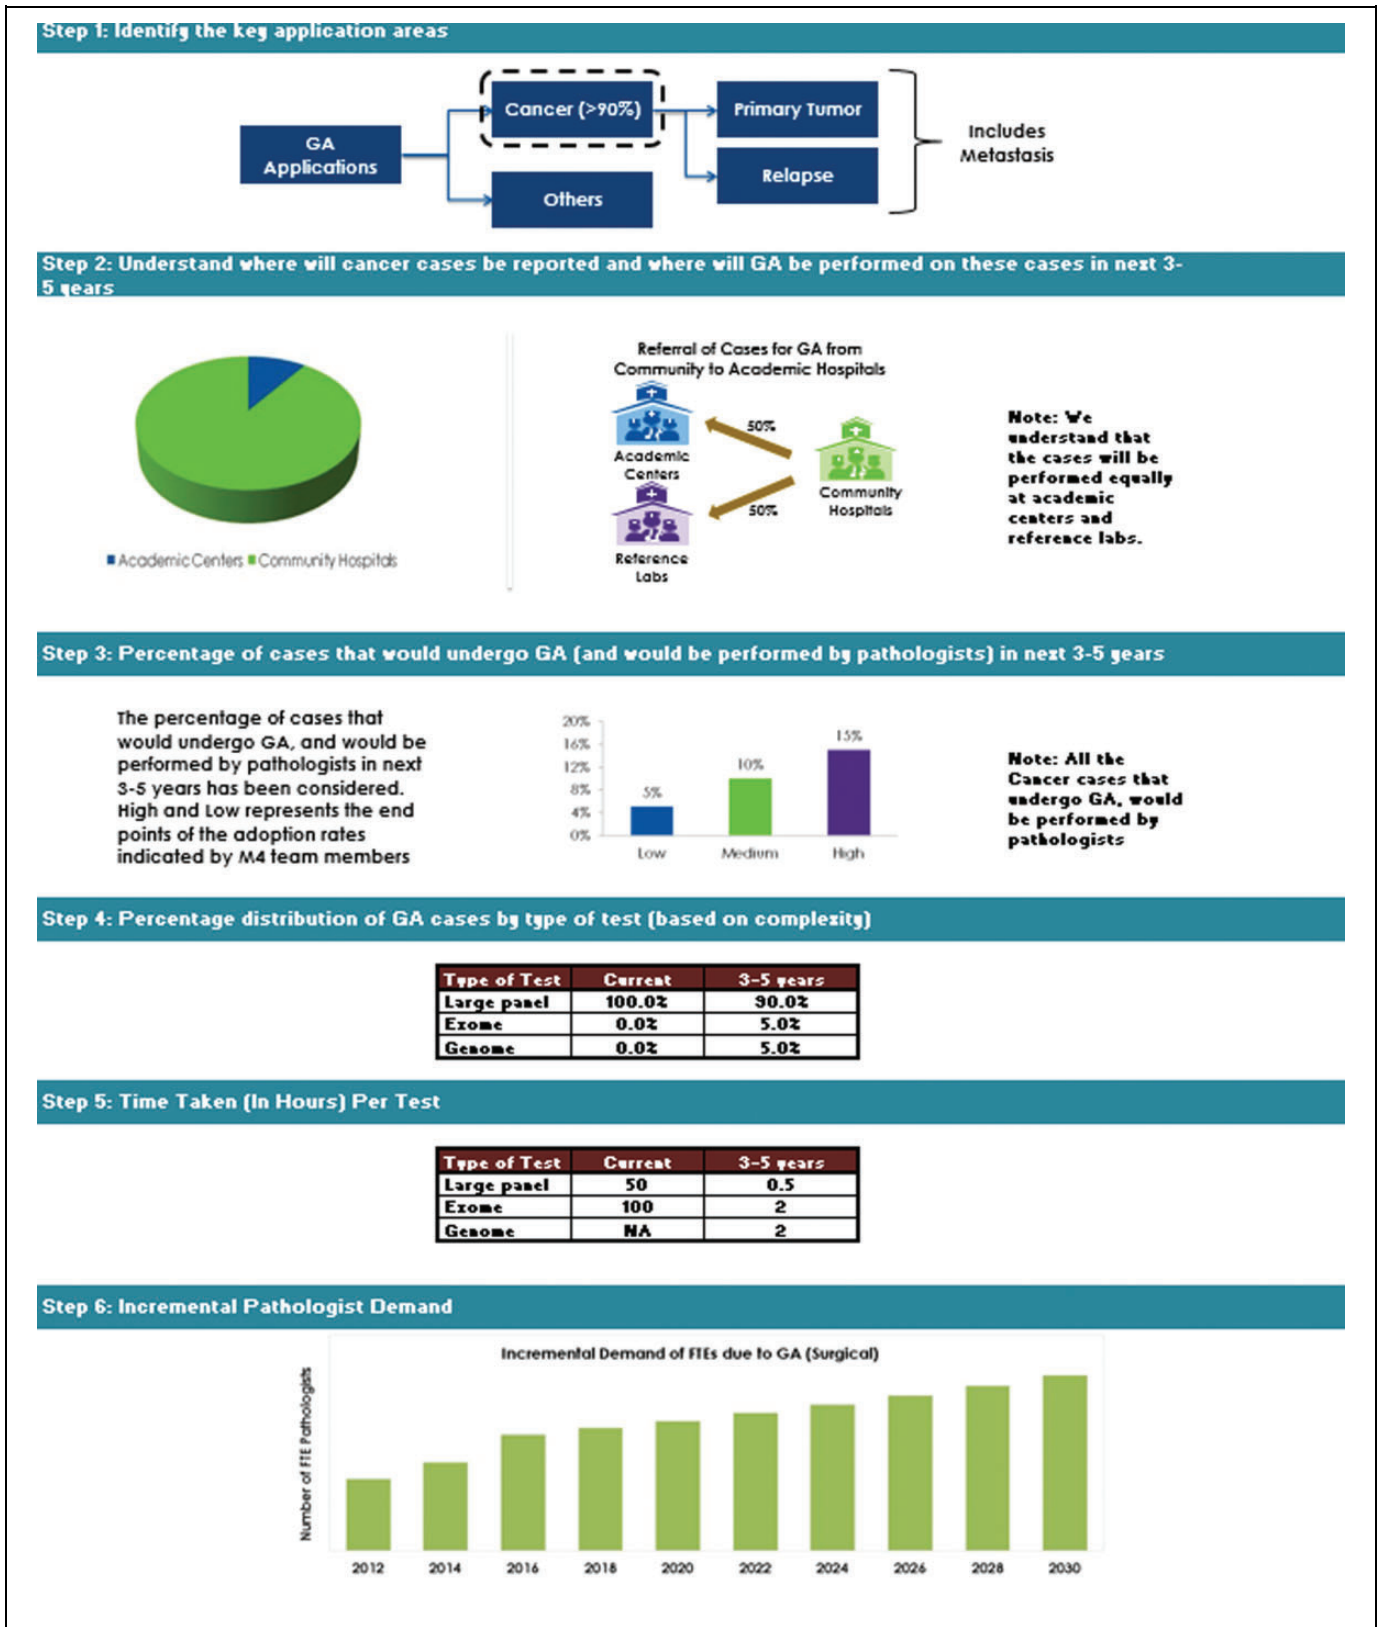 Step 1: Identify the key application areas
GA
Applications
Cancer (>90%)
Others
Primary Tumor
Relapse
Includes
Metastasis
Step 2: Understand where will cancer cases be reported and where will GA be performed on these cases in next 3-
5 years
Academic Centers Community Hospitals
Referral of Cases for GA from
Community to Academic Hospitals
50%
Academic
Centers
Community
Hospitals
50%
Reference
Labs
Note: We
understand that
the cases will be
performed equally
at academic
centers and
reference labs.
Step 3: Percentage of cases that would undergo GA (and would be performed by pathologists) in next 3-5 years
The percentage of cases that
would undergo GA, and would be
performed by pathologists in next
3-5 years has been considered.
High and Low represents the end
points of the adoption rates
indicated by M4 team members
20%
16%
12%
8%
4%
0%
5%
10%
15%
Low Medium High
Note: All the
Cancer cases that
undergo GA, would
be performed by
pathologists
Step 4: Percentage distribution of GA cases by type of test (based on complexity)
Type of Test Current 3-5 years
Large panel 100.0% 90.0%
Exome 0.0% 5.0%
Genome 0.0% 5.0%
Step 5: Time Taken (In Hours) Per Test
Type of Test Current 3-5 years
Large panel 50 0.5
Exome 100 2
Genome NA 2
Step 6: Incremental Pathologist Demand
Incremental Demand of FTEs due to GA (Surgical)
Number of FTE Pathologists
2012 2014 2016 2018 2020 2022 2024 2026 2028 2030